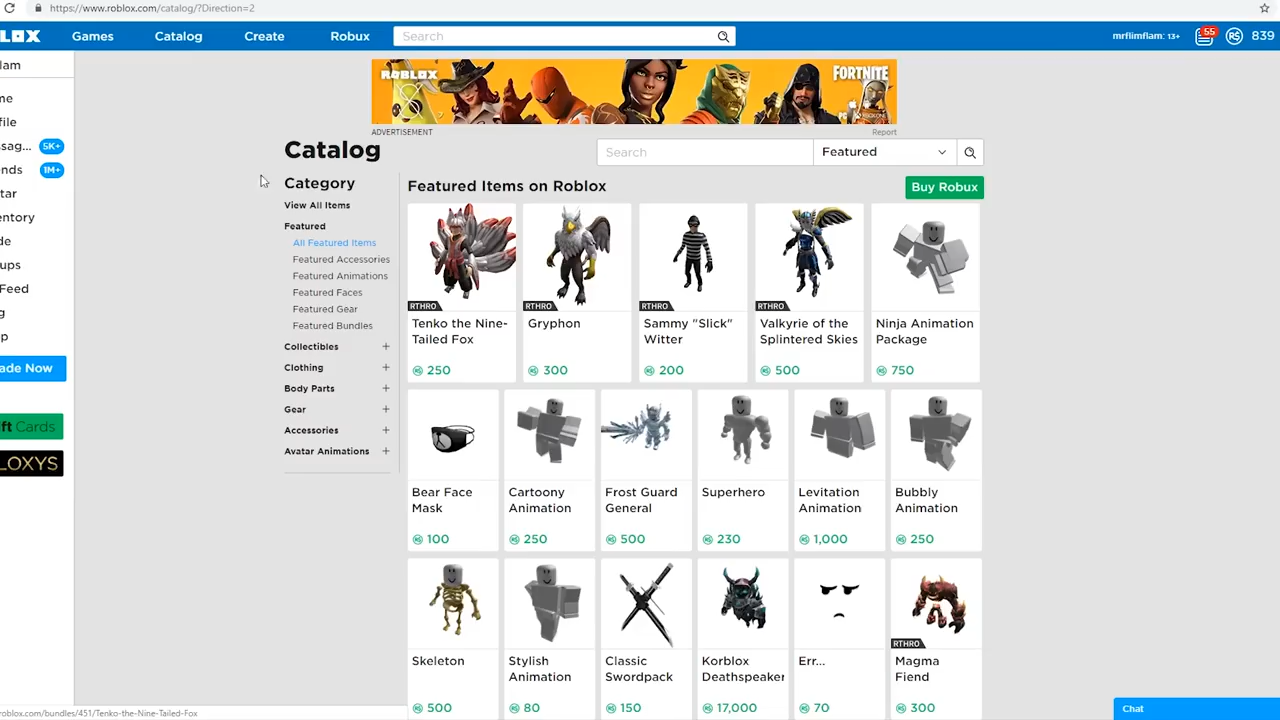 https://www.roblox.com/catalog/?Direction=2
LOX
Games
Catalog
Create
Robux
Search
mrflimflam: 13+
55
839
lam
me
file
ssag...
5K+
ends
1M+
tar
entory
de
ups
Feed
g
p
ade Now
ift Cards
LOXYS
ROBLOX
FORTNITE
ADVERTISEMENT
Report
Catalog
Search
Featured
Category
View All Items
Featured
All Featured Items
Featured Accessories
Featured Animations
Featured Faces
Featured Gear
Featured Bundles
Collectibles +
Clothing +
Body Parts +
Gear +
Accessories +
Avatar Animations +
Featured Items on Roblox
Buy Robux
RTHRO
Tenko the Nine-
Tailed Fox
250
RTHRO
Gryphon
300
RTHRO
Sammy "Slick"
Witter
200
RTHRO
Valkyrie of the
Splintered Skies
500
Ninja Animation
Package
750
Bear Face
Mask
100
Cartoony
Animation
250
Frost Guard
General
500
Superhero
230
Levitation
Animation
1,000
Bubbly
Animation
250
Skeleton
500
Stylish
Animation
80
Classic
Swordpack
150
Korblox
Deathspeaker
17,000
Err...
70
RTHRO
Magma
Fiend
300
Chat
roblox.com/bundles/451/Tenko-the-Nine-Tailed-Fox